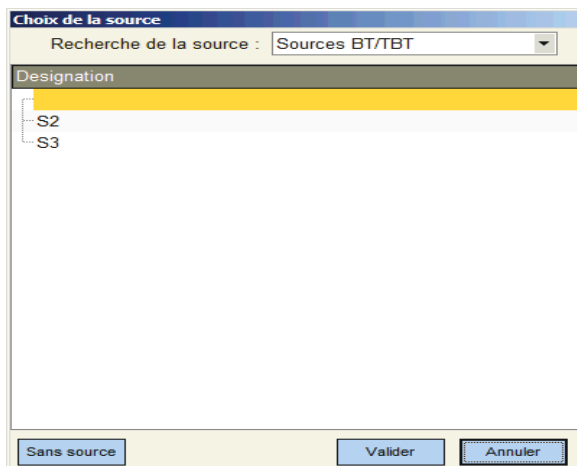 Choix de la source
Recherche de la source : Sources BT/TBT
Designation
S2
S3
Sans source Valider Annuler